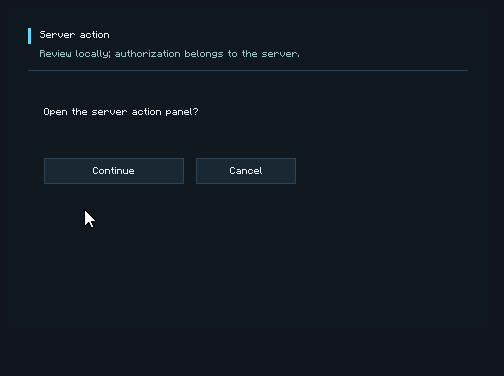 Server action
Review locally; authorization belongs to the server.
Open the server action panel?
Continue
Cancel